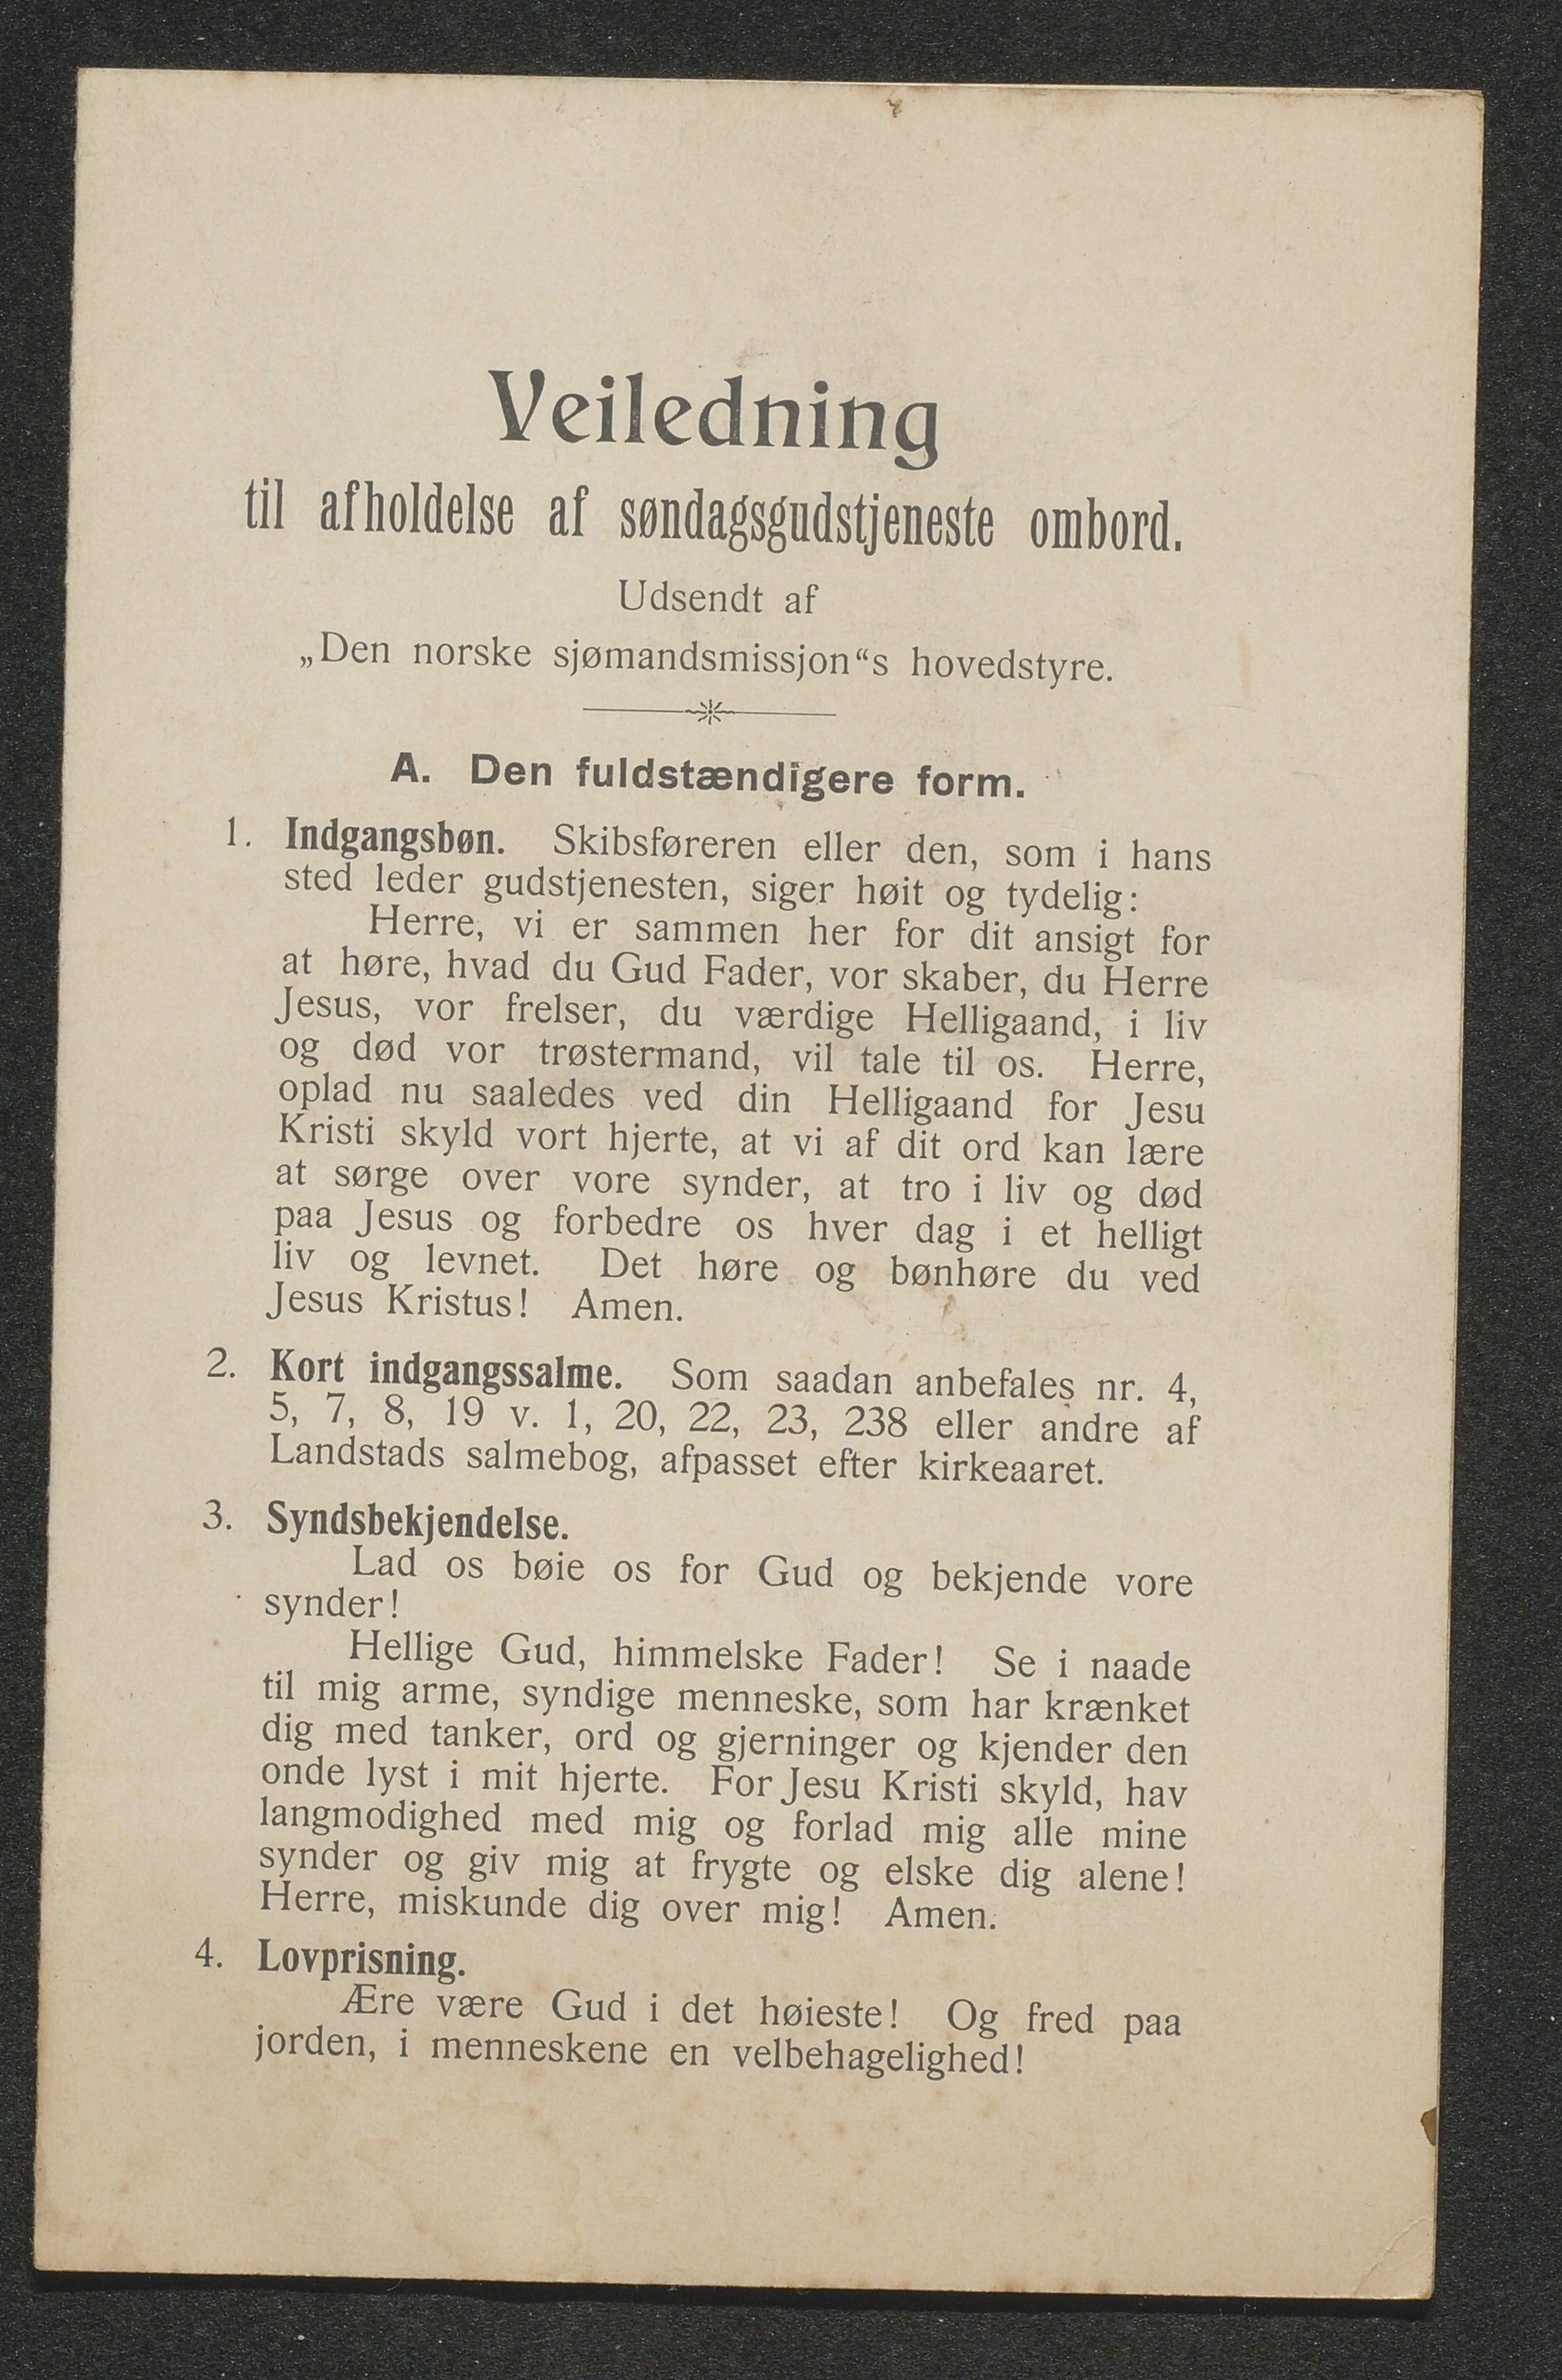 Veiledning
til afholdelse af søndagsgudstjeneste ombord.
Udsendt af
„Den norske sjømandsmissjon“s hovedstyre.
A. Den fuldstændigere form.
1. Indgangsbøn. Skibsføreren eller den, som i hans
sted leder gudstjenesten, siger høit og tydelig:
Herre, vi er sammen her for dit ansigt for
at høre, hvad du Gud Fader, vor skaber, du Herre
Jesus, vor frelser, du værdige Helligaand, i liv
og død vor trøstermand, vil tale til os. Herre,
oplad nu saaledes ved din Helligaand for Jesu
Kristi skyld vort hjerte, at vi af dit ord kan lære
at sørge over vore synder, at tro i liv og død
paa Jesus og forbedre os hver dag i et helligt
liv og levnet. Det høre og bønhøre du ved
Jesus Kristus! Amen.
2. Kort indgangssalme. Som saadan anbefales nr. 4,
5, 7, 8, 19 v. 1, 20, 22, 23, 238 eller andre af
Landstads salmebog, afpasset efter kirkeaaret.
3. Syndsbekjendelse.
Lad os bøie os for Gud og bekjende vore
synder!
Hellige Gud, himmelske Fader! Se i naade
til mig arme, syndige menneske, som har krænket
dig med tanker, ord og gjerninger og kjender den
onde lyst i mit hjerte. For Jesu Kristi skyld, hav
langmodighed med mig og forlad mig alle mine
synder og giv mig at frygte og elske dig alene!
Herre, miskunde dig over mig! Amen.
4. Lovprisning.
Ære være Gud i det høieste! Og fred paa
jorden, i menneskene en velbehagelighed!